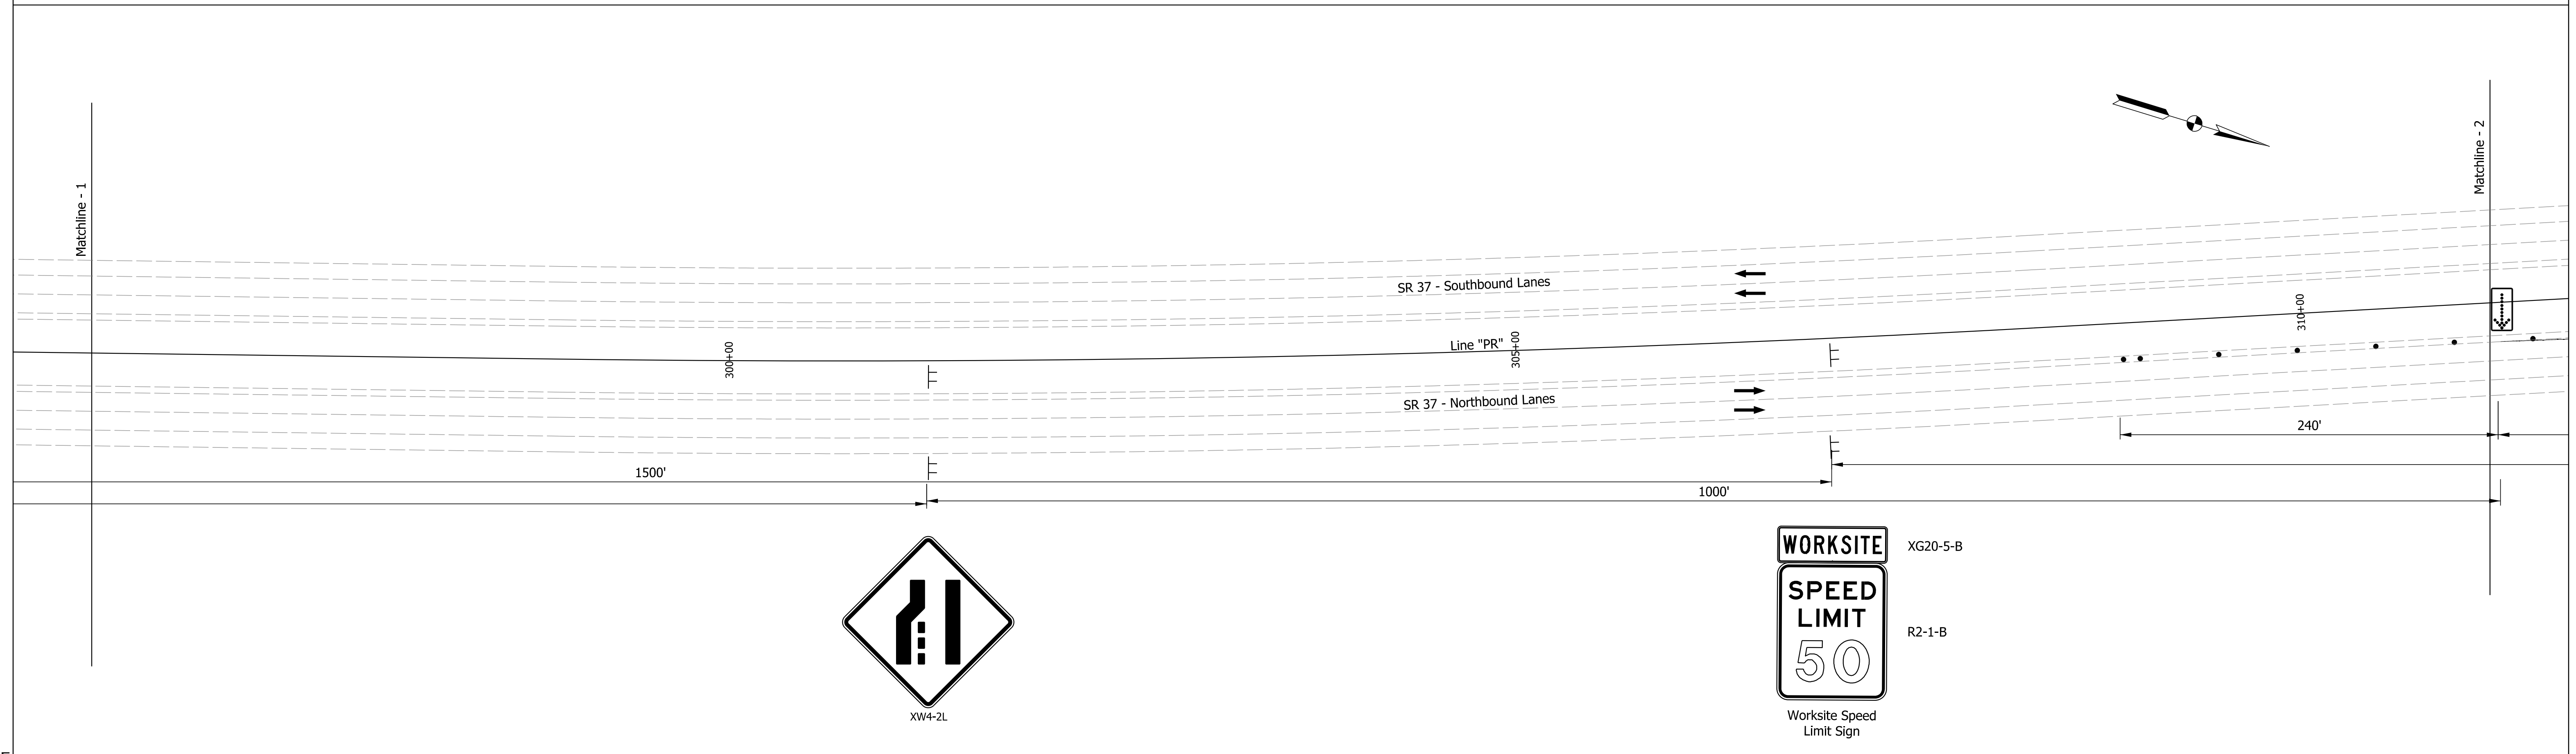 Matchline - 1
Matchline - 2
SR 37 - Southbound Lanes
310+00
300+00
Line "PR"
305+00
SR 37 - Northbound Lanes
240'
1500'
1000'
WORKSITE
XG20-5-B
SPEED
LIMIT
50
R2-1-B
XW4-2L
Worksite Speed
Limit Sign